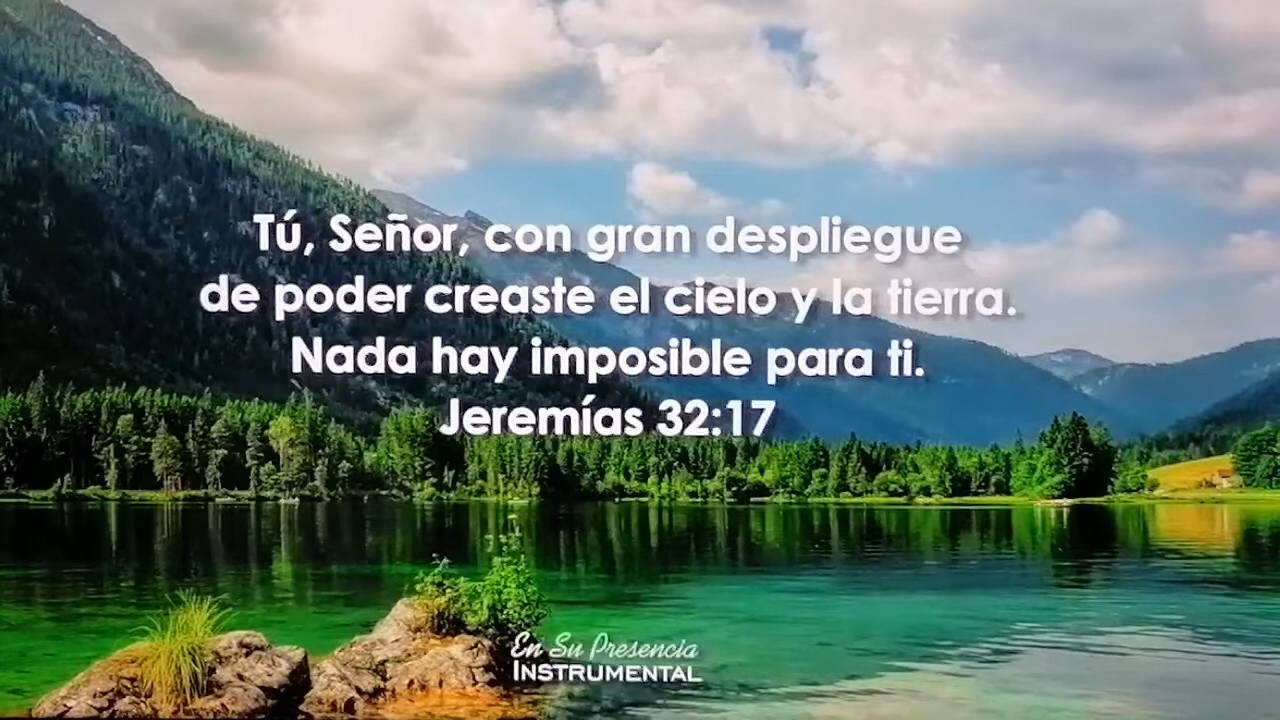 Tú, Señor, con gran despliegue
de poder creaste el cielo y la tierra.
Nada hay imposible para ti.
Jeremías 32:17
En Su Presencia
INSTRUMENTAL